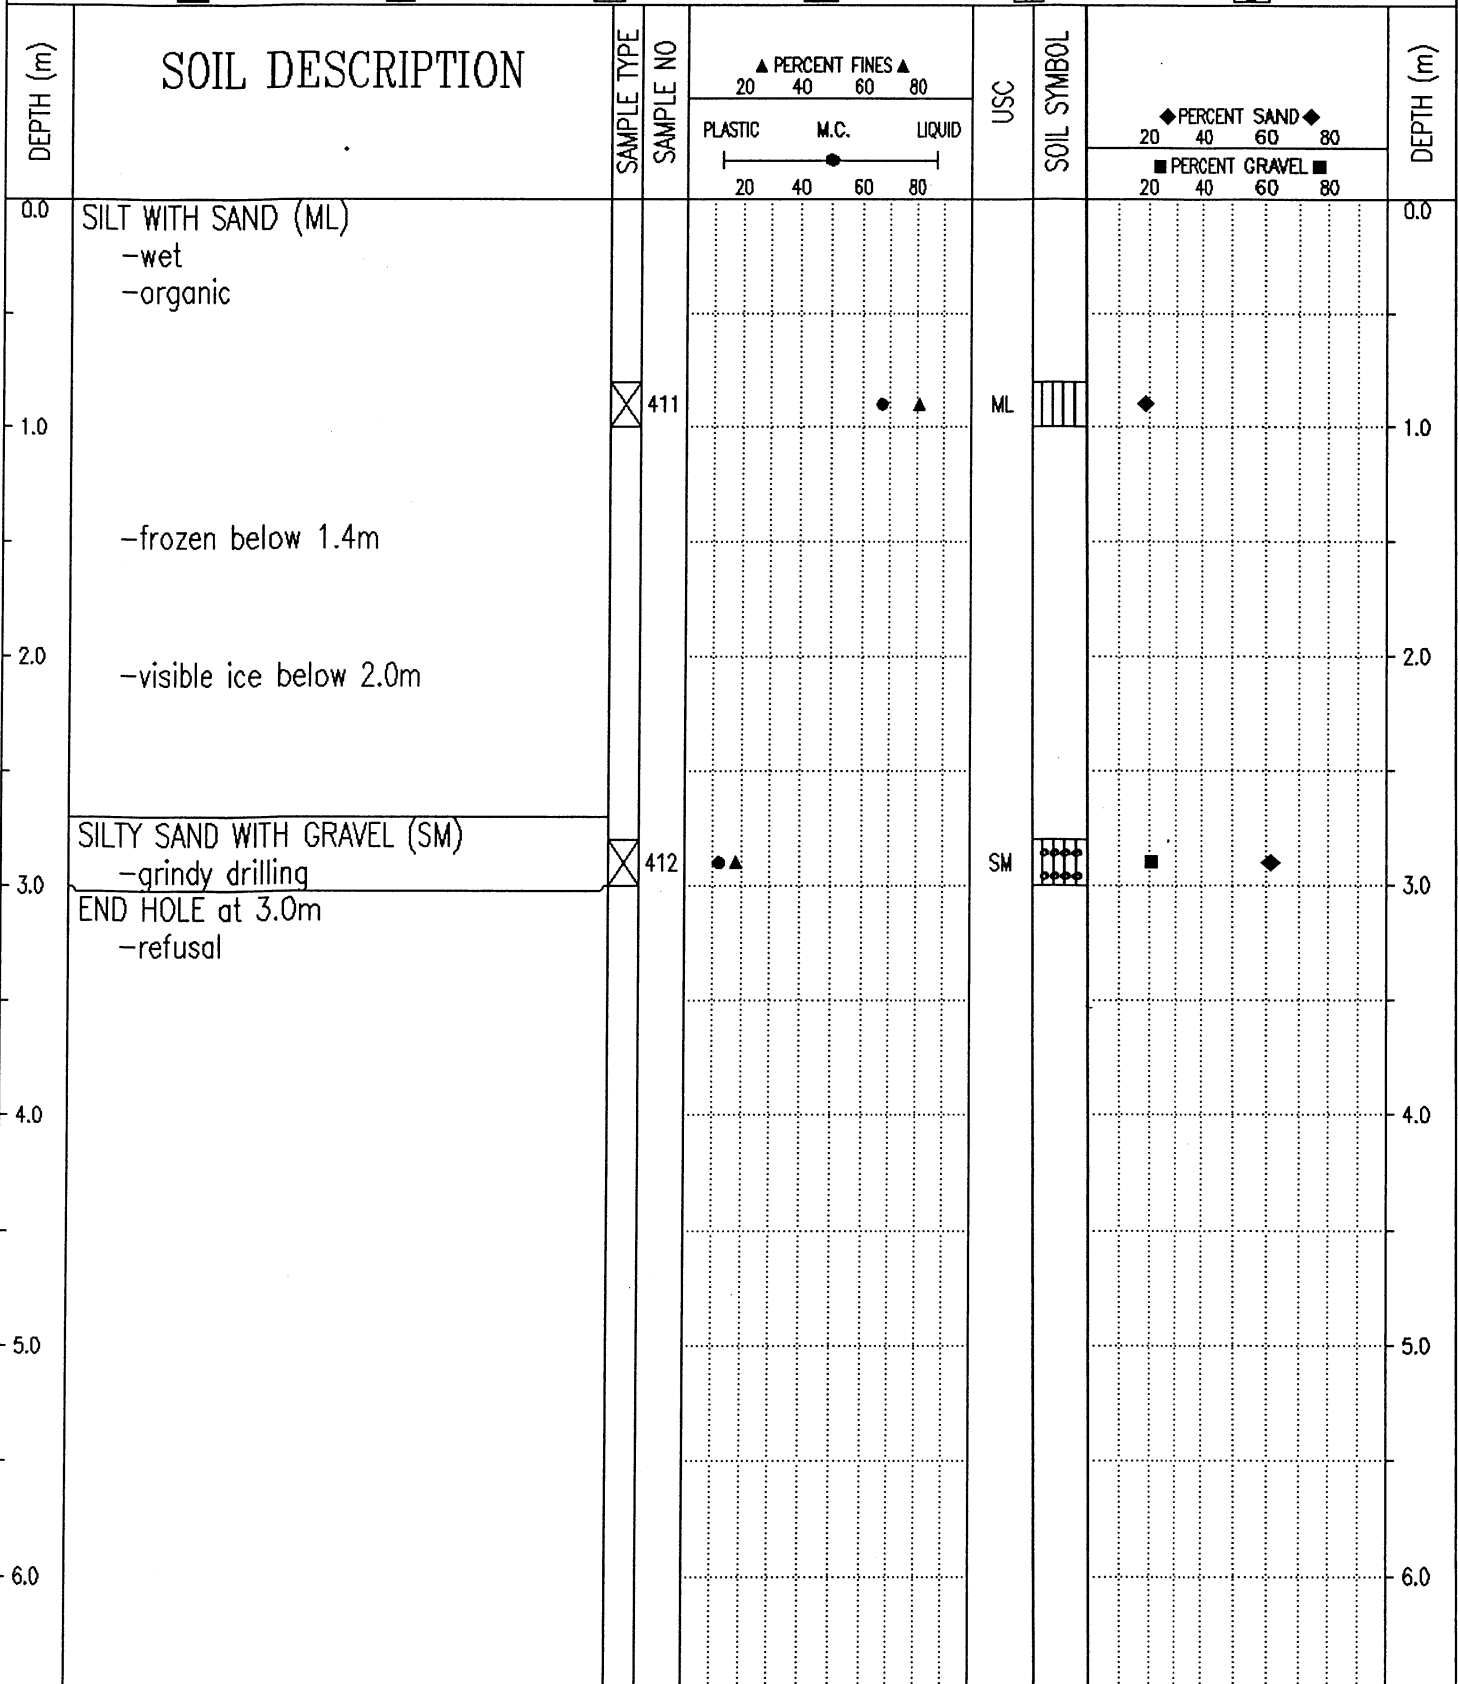 DEPTH (m)
SOIL DESCRIPTION
SAMPLE TYPE
SAMPLE NO
▲ PERCENT FINES ▲
20 40 60 80
PLASTIC M.C. LIQUID
20 40 60 80
USC
SOIL SYMBOL
◆ PERCENT SAND ◆
20 40 60 80
■ PERCENT GRAVEL ■
20 40 60 80
DEPTH (m)
0.0 SILT WITH SAND (ML) 0.0
-wet
-organic
411 ML
1.0 1.0
-frozen below 1.4m
2.0 2.0
-visible ice below 2.0m
SILTY SAND WITH GRAVEL (SM)
412 SM
-grindy drilling
3.0 3.0
END HOLE at 3.0m
-refusal
4.0 4.0
5.0 5.0
6.0 6.0